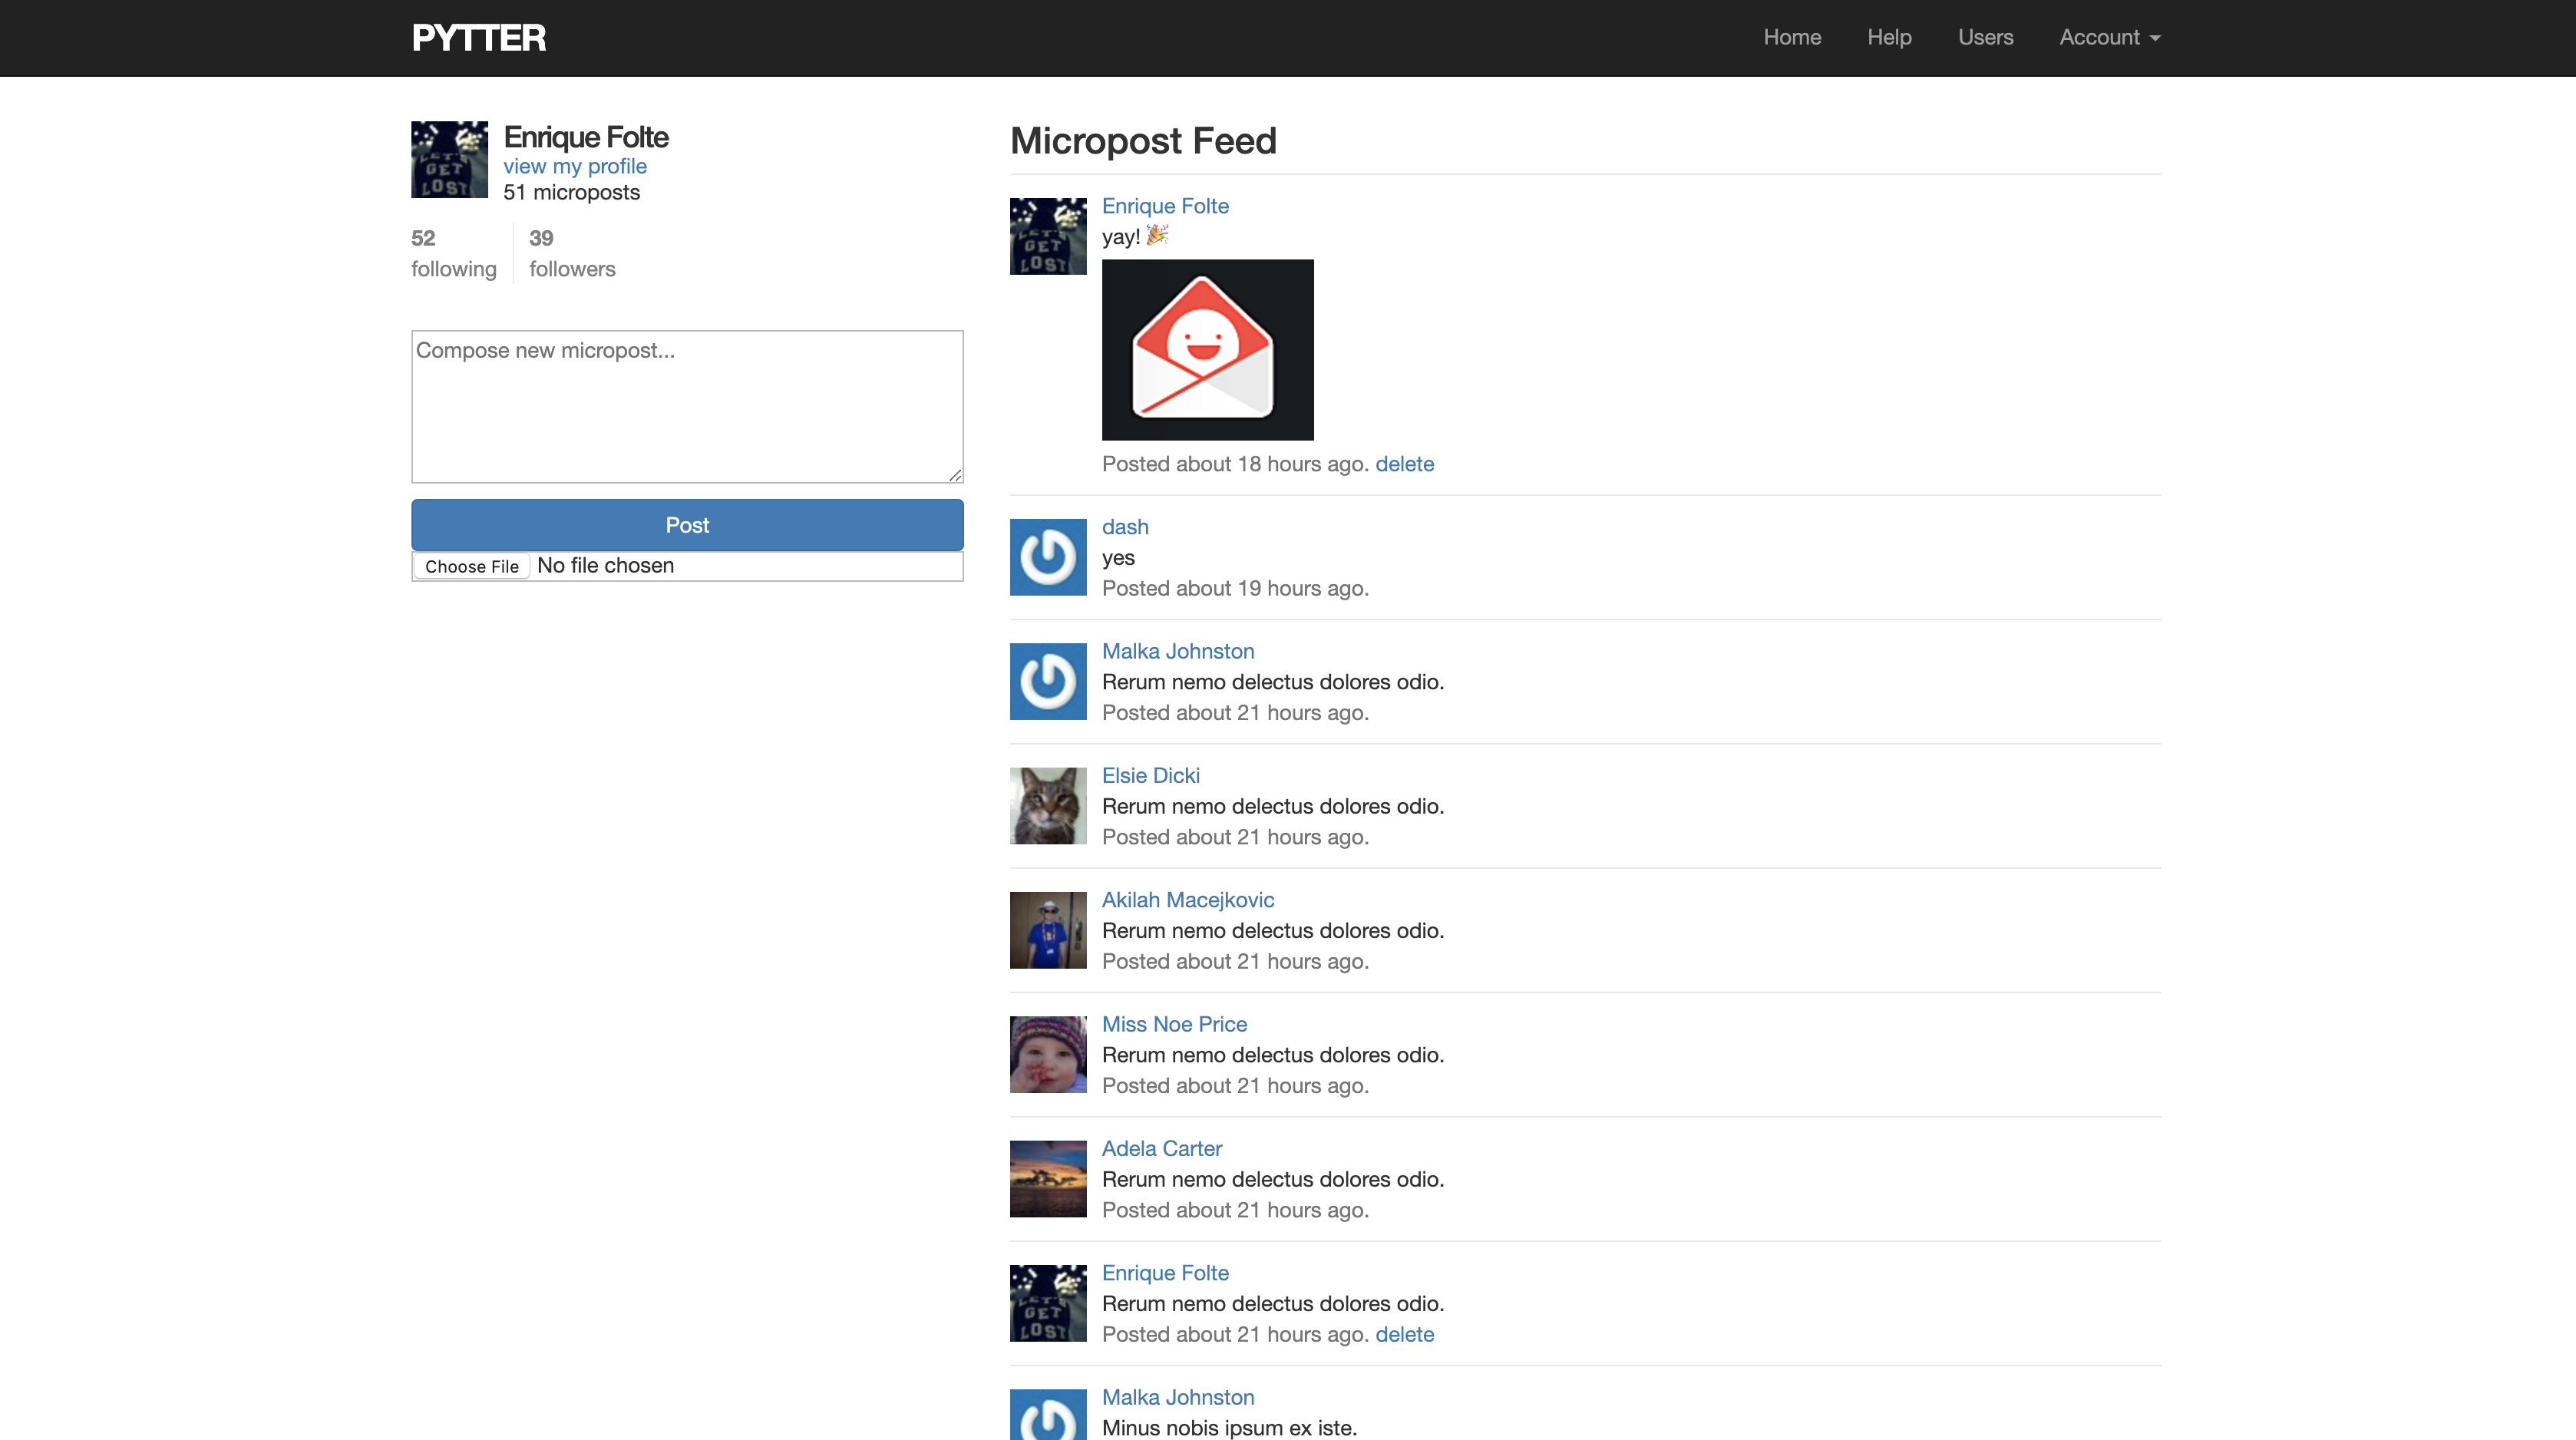 PYTTER
Home Help Users Account
Enrique Folte
view my profile
51 microposts
52 following
39 followers
Compose new micropost...
Post
Choose File No file chosen
Micropost Feed
LET'S
GET
LOST
Enrique Folte
yay! 🎉
Posted about 18 hours ago. delete
dash
yes
Posted about 19 hours ago.
Malka Johnston
Rerum nemo delectus dolores odio.
Posted about 21 hours ago.
Elsie Dicki
Rerum nemo delectus dolores odio.
Posted about 21 hours ago.
Akilah Macejkovic
Rerum nemo delectus dolores odio.
Posted about 21 hours ago.
Miss Noe Price
Rerum nemo delectus dolores odio.
Posted about 21 hours ago.
Adela Carter
Rerum nemo delectus dolores odio.
Posted about 21 hours ago.
Enrique Folte
Rerum nemo delectus dolores odio.
Posted about 21 hours ago. delete
Malka Johnston
Minus nobis ipsum ex iste.